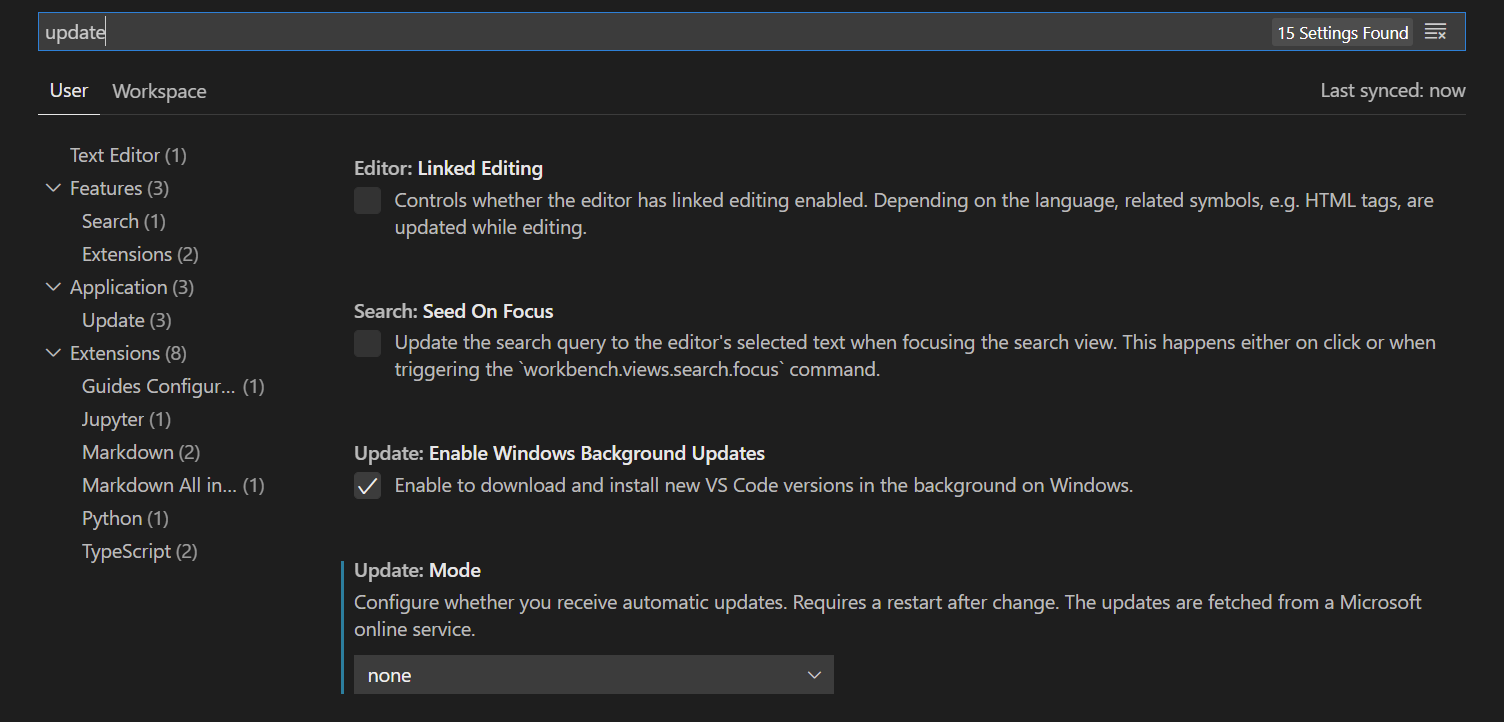 update
15 Settings Found
User
Workspace
Last synced: now
Text Editor (1)
Features (3)
Search (1)
Extensions (2)
Application (3)
Update (3)
Extensions (8)
Guides Configur... (1)
Jupyter (1)
Markdown (2)
Markdown All in... (1)
Python (1)
TypeScript (2)
Editor: Linked Editing
Controls whether the editor has linked editing enabled. Depending on the language, related symbols, e.g. HTML tags, are
updated while editing.
Search: Seed On Focus
Update the search query to the editor's selected text when focusing the search view. This happens either on click or when
triggering the `workbench.views.search.focus` command.
Update: Enable Windows Background Updates
Enable to download and install new VS Code versions in the background on Windows.
Update: Mode
Configure whether you receive automatic updates. Requires a restart after change. The updates are fetched from a Microsoft
online service.
none